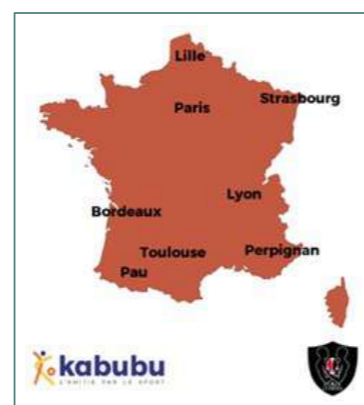 Lille
Paris
Strasbourg
Lyon
Bordeaux
Toulouse
Perpignan
Pau
kabubu
L'AMITIÉ PAR LE SPORT